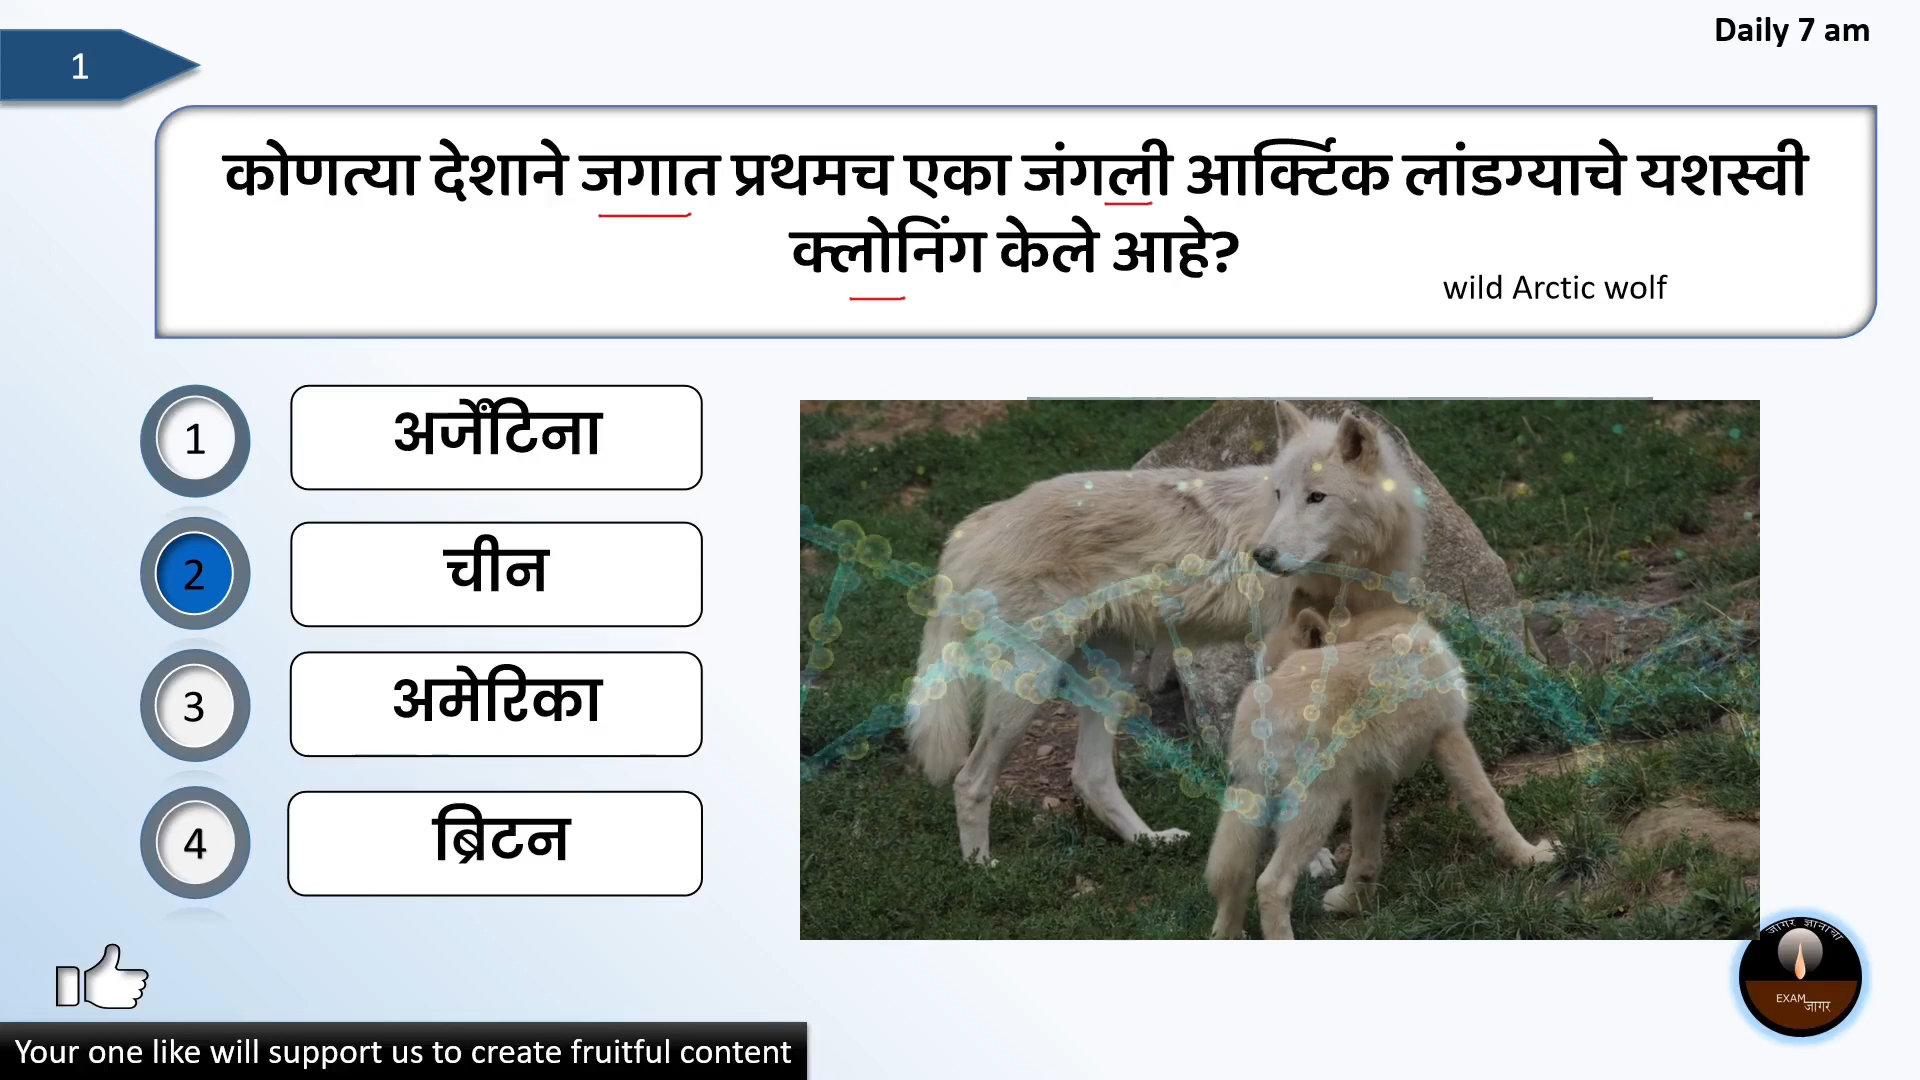 Daily 7 am
1
कोणत्या देशाने जगात प्रथमच एका जंगली आर्क्टिक लांडग्याचे यशस्वी
क्लोनिंग केले आहे?
wild Arctic wolf
1
अर्जेंटिना
2
चीन
3
अमेरिका
4
ब्रिटन
जागर ज्ञानाचा
EXAM
जागर
Your one like will support us to create fruitful content